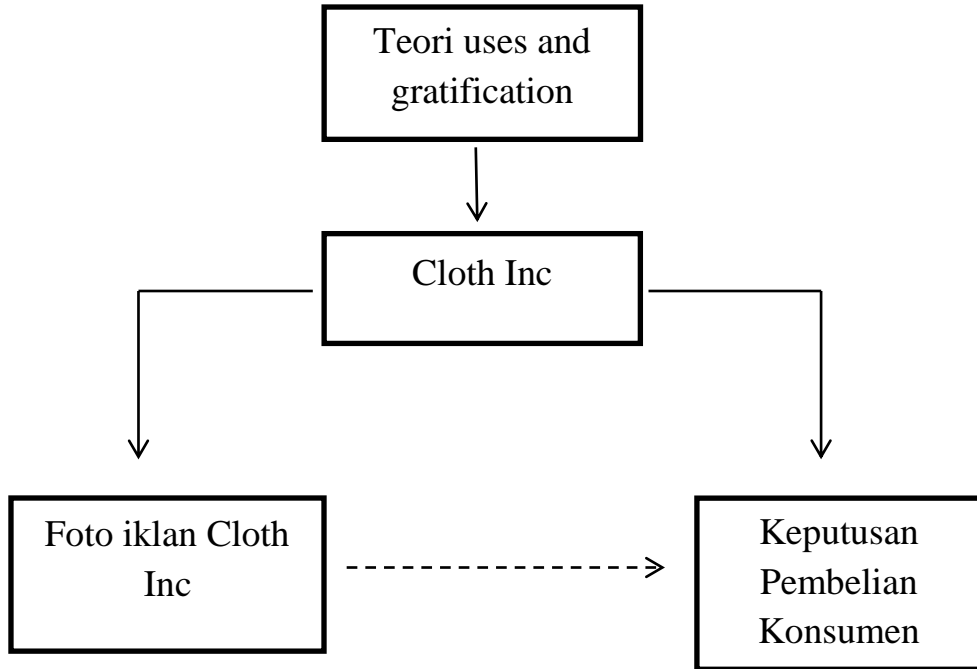 Teori uses and
gratification
Cloth Inc
Foto iklan Cloth
Inc
Keputusan
Pembelian
Konsumen